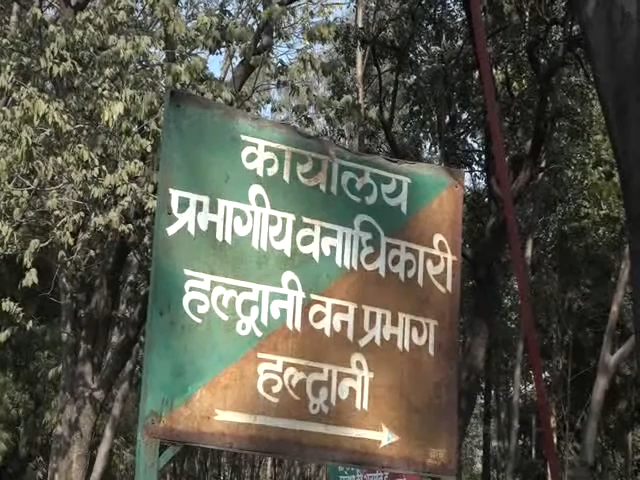 कार्यालय
प्रभागीय वनाधिकारी
हल्द्वानी वन प्रभाग
हल्द्वानी